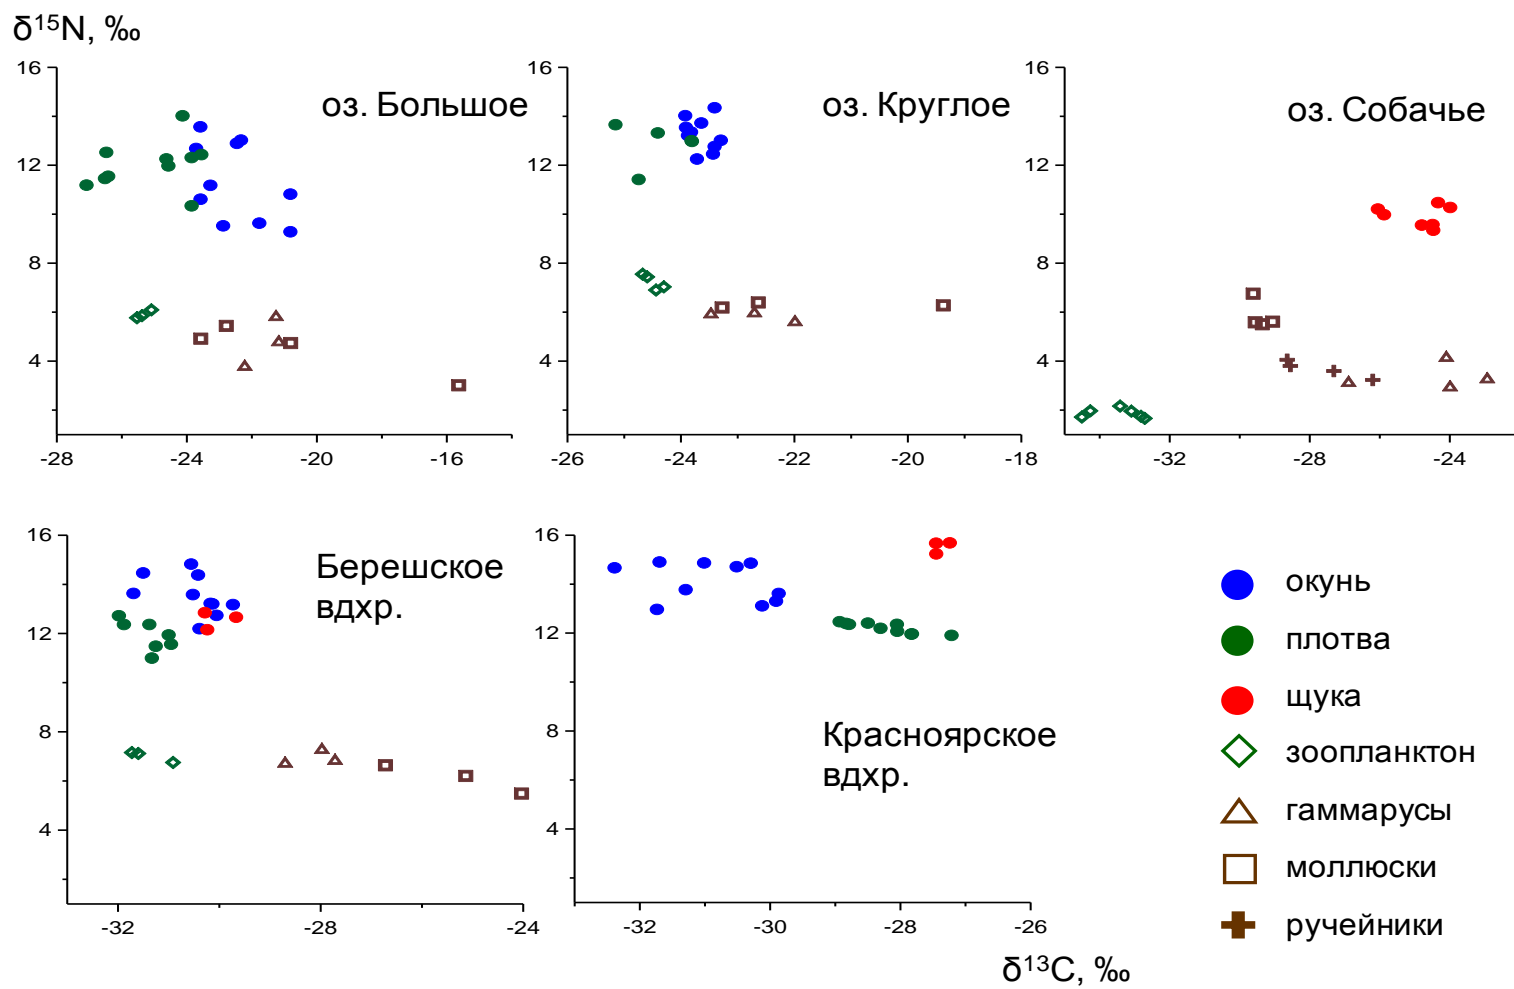 δ¹⁵N, ‰
оз. Большое
16
12
8
4
-28
-24
-20
-16
оз. Круглое
16
12
8
4
-26
-24
-22
-20
-18
оз. Собачье
16
12
8
4
-32
-28
-24
Берешское
вдхр.
16
12
8
4
-32
-28
-24
Красноярское
вдхр.
16
12
8
4
-32
-30
-28
-26
окунь
плотва
щука
зоопланктон
гаммарусы
моллюски
ручейники
δ¹³C, ‰